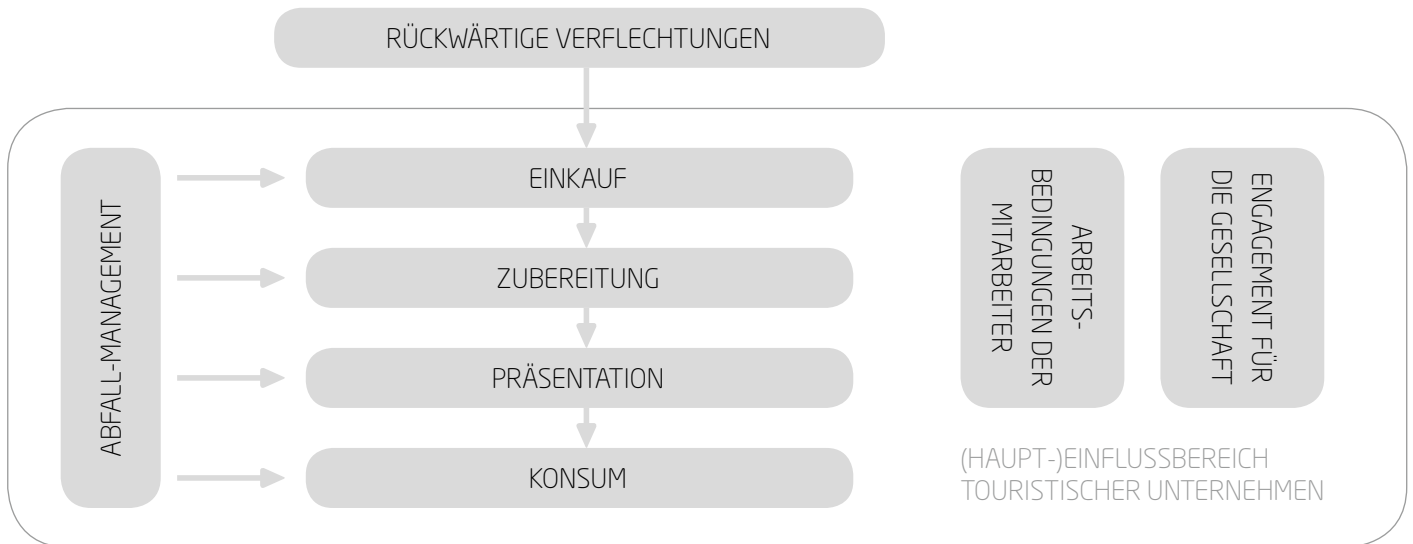 RÜCKWÄRTIGE VERFLECHTUNGEN
ABFALL-MANAGEMENT
EINKAUF
ZUBEREITUNG
PRÄSENTATION
KONSUM
ARBEITS-
BEDINGUNGEN DER
MITARBEITER
ENGAGEMENT FÜR
DIE GESELLSCHAFT
(HAUPT-)EINFLUSSBEREICH
TOURISTISCHER UNTERNEHMEN